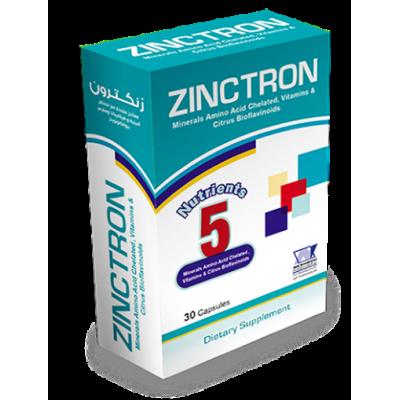 زنكترون
ZINCTRON
Minerals Amino Acid Chelated, Vitamins &
Citrus Bioflavinoids
ZINCTRON
Minerals Amino Acid Chelated, Vitamins &
Citrus Bioflavinoids
Nutrients
5
Minerals Amino Acid Chelated,
Vitamins & Citrus Bioflavinoids
30 Capsules
Dietary Supplement